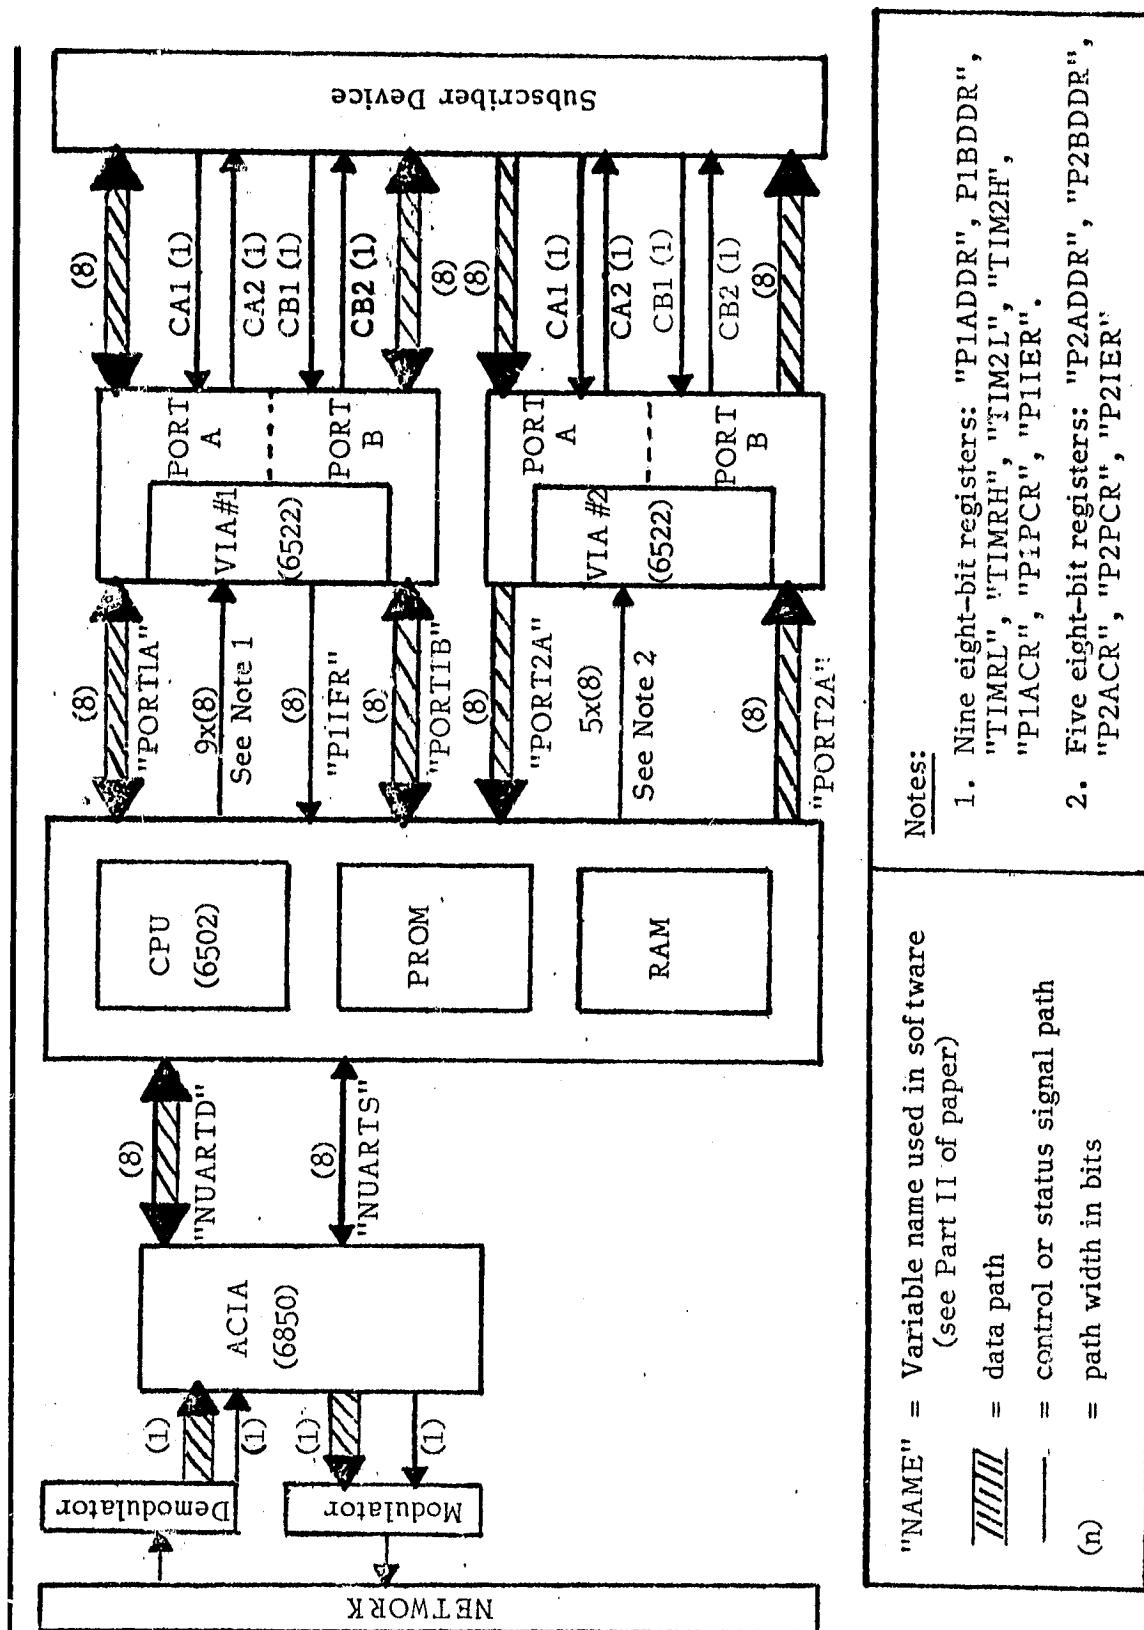 NETWORK
Demodulator
Modulator
(1)
(1)
(1)
(1)
ACIA
(6850)
(8)
"NUARTD"
(8)
"NUARTS"
CPU
(6502)
PROM
RAM
(8)
"PORT1A"
9x(8)
See Note 1
(8)
"P1IFR"
(8)
"PORT1B"
(8)
"PORT2A"
5x(8)
See Note 2
(8)
"PORT2A"
VIA#1
(6522)
PORT
A
PORT
B
VIA #2
(6522)
PORT
A
PORT
B
(8)
CA1 (1)
CA2 (1)
CB1 (1)
CB2 (1)
(8)
(8)
CA1 (1)
CA2 (1)
CB1 (1)
CB2 (1)
(8)
Subscriber Device
"NAME" = Variable name used in software
(see Part II of paper)
= data path
= control or status signal path
(n) = path width in bits
Notes:
1. Nine eight-bit registers: "P1ADDR", P1BDDR",
"TIMRL", "TIMRH", "TIM2L", "TIM2H",
"P1ACR", "P1PCR", "P1IER".
2. Five eight-bit registers: "P2ADDR", "P2BDDR",
"P2ACR", "P2PCR", "P2IER"